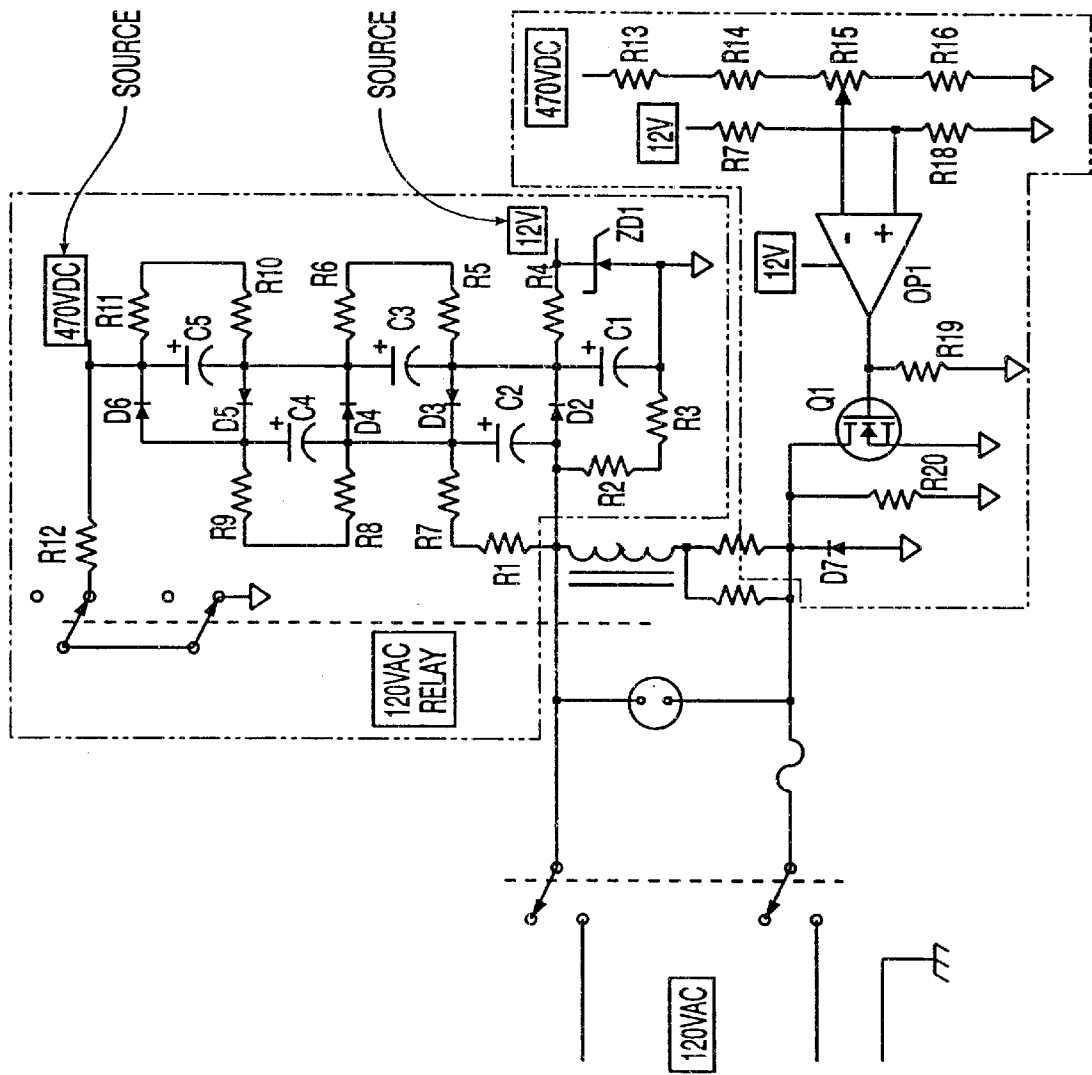 SOURCE
SOURCE
470VDC
12V
R11
R10
R6
R5
R4
ZD1
D6
C5
D5
C4
D4
C3
D3
C2
D2
C1
R12
R9
R8
R7
R1
R2
R3
120VAC
RELAY
120VAC
470VDC
12V
R13
R14
R15
R16
R7
R18
12V
-
+
OP1
Q1
R19
R20
D7
+
+
+
+
+